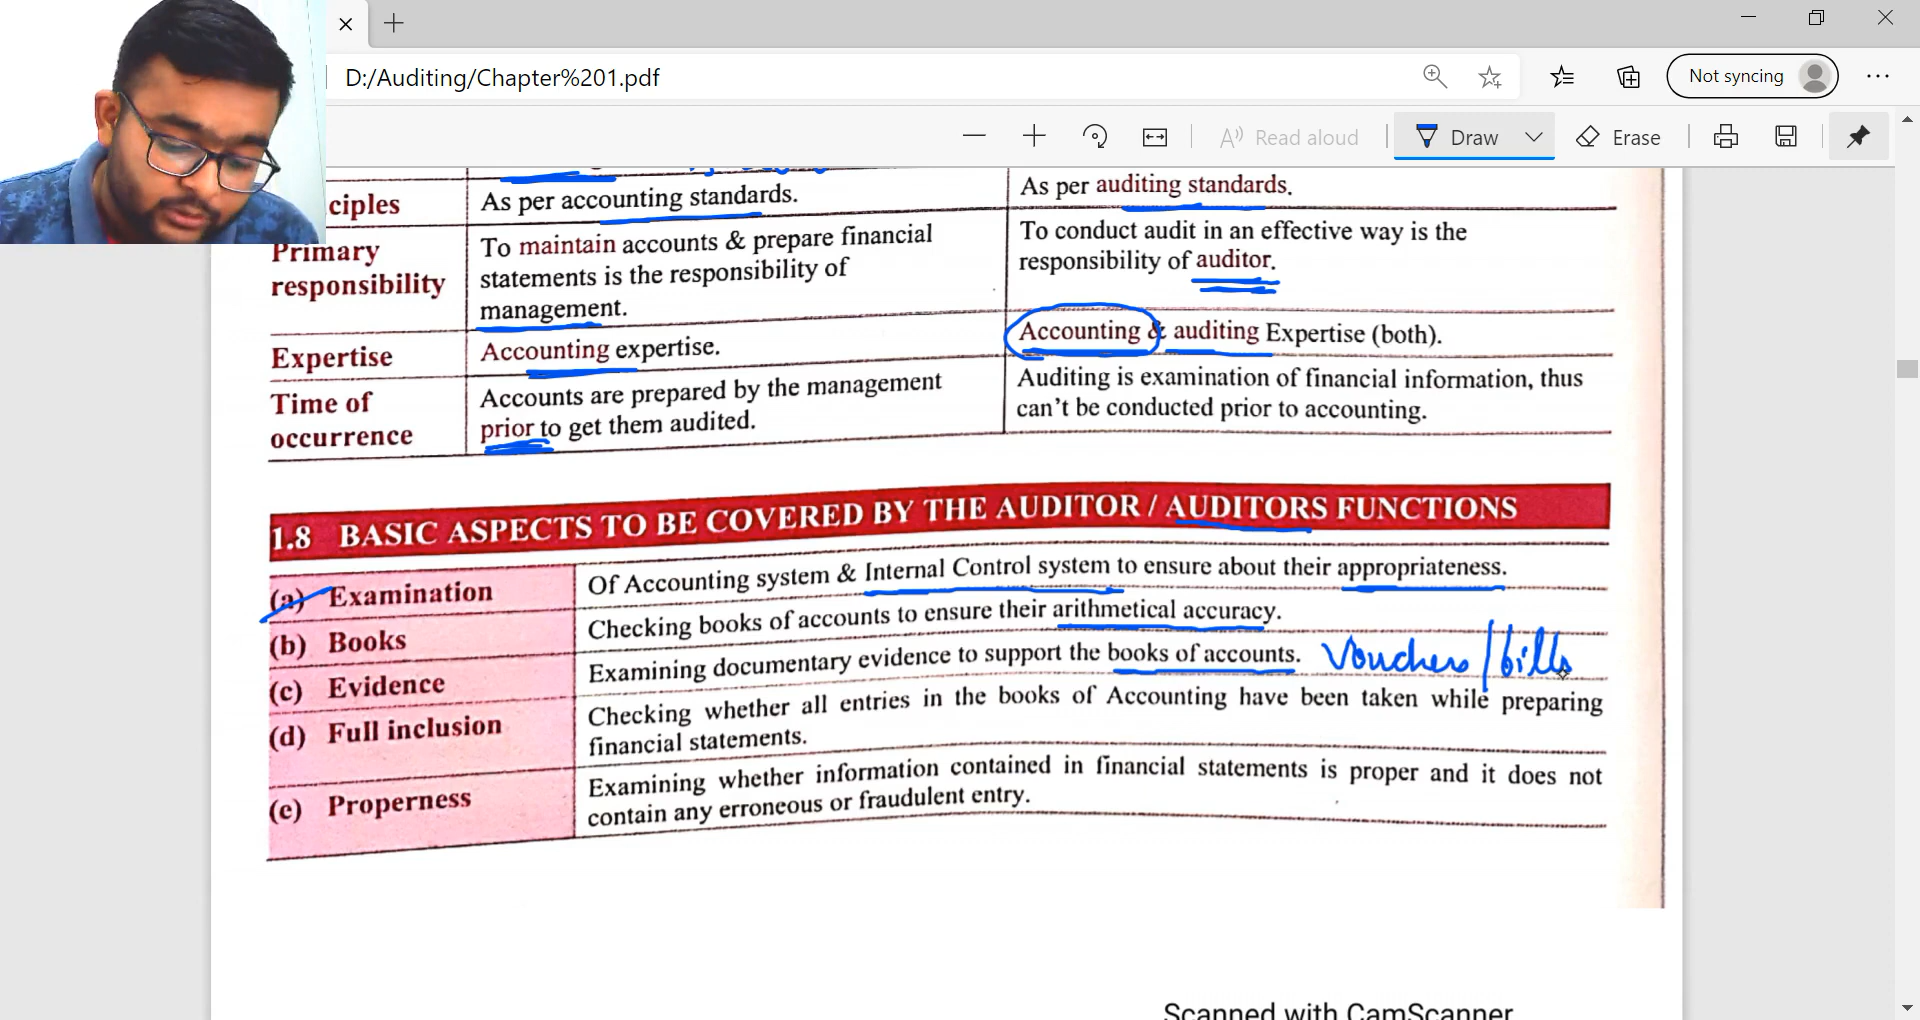 D:/Auditing/Chapter%201.pdf
Not syncing
Read aloud
Draw
Erase
ciples
As per accounting standards.
As per auditing standards.
Primary responsibility
To maintain accounts & prepare financial
statements is the responsibility of
management.
To conduct audit in an effective way is the
responsibility of auditor.
Expertise
Accounting expertise.
Accounting & auditing Expertise (both).
Time of
occurrence
Accounts are prepared by the management
prior to get them audited.
Auditing is examination of financial information, thus
can't be conducted prior to accounting.
1.8 BASIC ASPECTS TO BE COVERED BY THE AUDITOR / AUDITORS FUNCTIONS
(a) Examination
Of Accounting system & Internal Control system to ensure about their appropriateness.
(b) Books
Checking books of accounts to ensure their arithmetical accuracy.
(c) Evidence
Examining documentary evidence to support the books of accounts. Vouchers / bills
(d) Full inclusion
Checking whether all entries in the books of Accounting have been taken while preparing
financial statements.
(e) Properness
Examining whether information contained in financial statements is proper and it does not
contain any erroneous or fraudulent entry.
Scanned with CamScanner